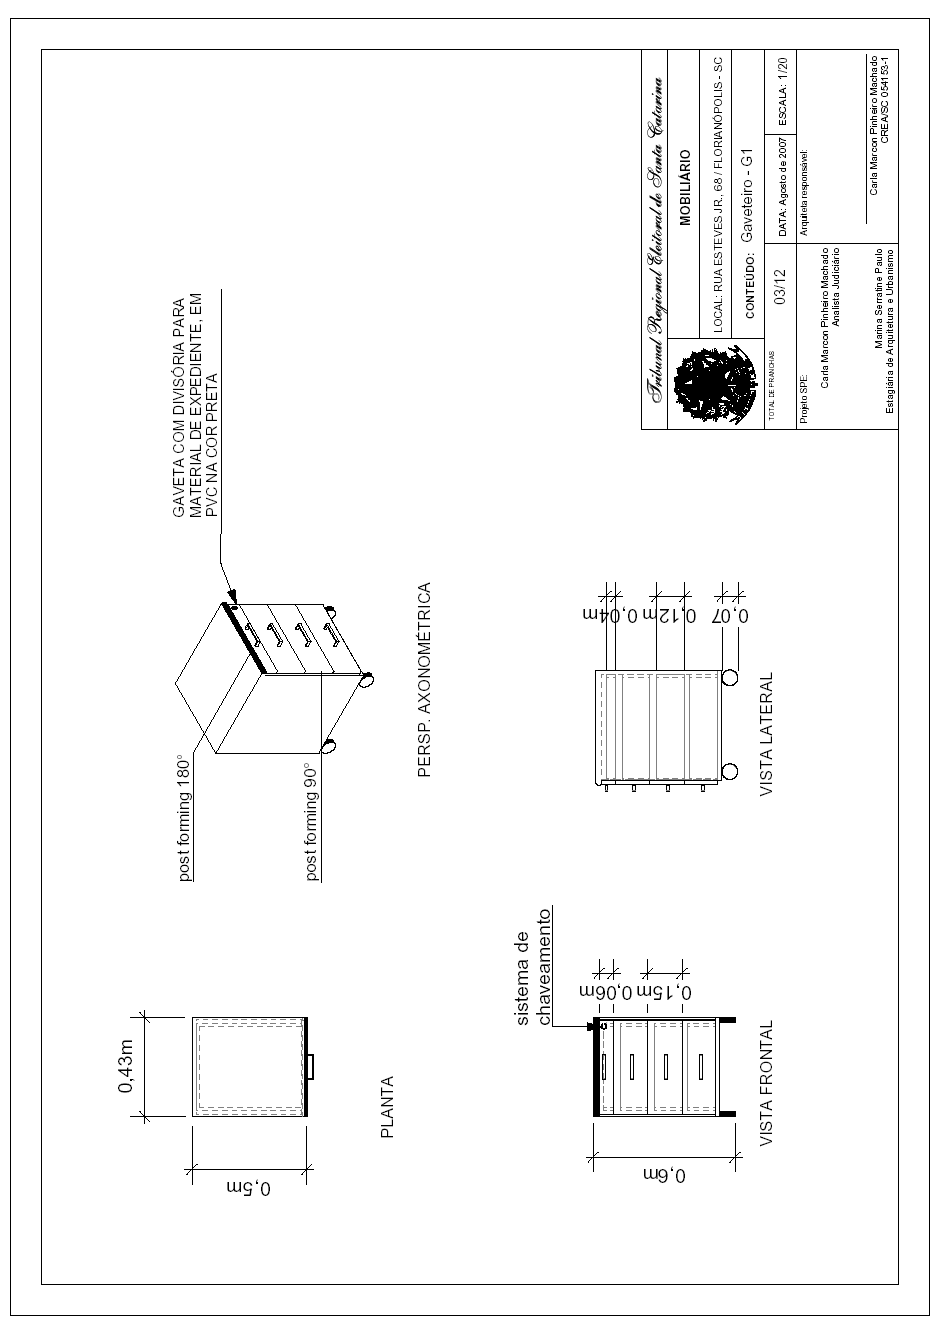 GAVETA COM DIVISÓRIA PARA
MATERIAL DE EXPEDIENTE, EM
PVC NA COR PRETA
post forming 180°
post forming 90°
PERSP. AXONOMÉTRICA
0,43m
0,5m
PLANTA
sistema de
chaveamento
0,06m
0,15m
0,6m
VISTA FRONTAL
0,04m
0,12m
0,07
VISTA LATERAL
Tribunal Regional Eleitoral de Santa Catarina
MOBILIÁRIO
LOCAL: RUA ESTEVES JR., 68 / FLORIANÓPOLIS - SC
CONTEÚDO: Gaveteiro - G1
TOTAL DE PRANCHAS
03/12
DATA: Agosto de 2007
ESCALA: 1/20
Projeto SPE:
Carla Marcon Pinheiro Machado
Analista Judiciário
Marina Serratine Paulo
Estagiária de Arquitetura e Urbanismo
Arquiteta responsável:
Carla Marcon Pinheiro Machado
CREA/SC 054153-1